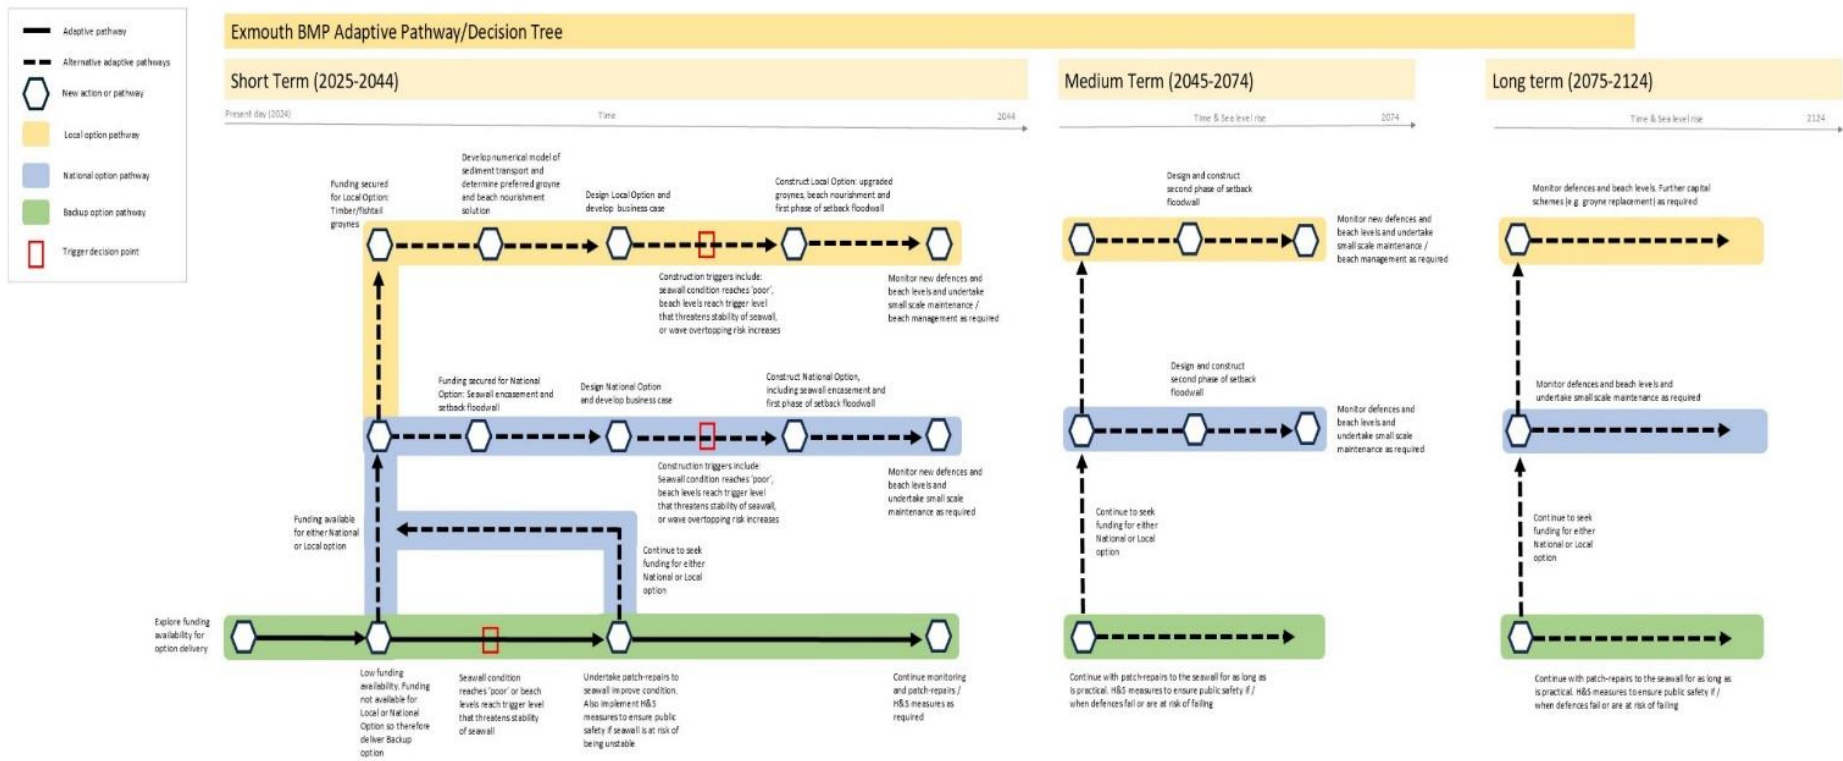 Adaptive pathway
Alternative adaptive pathways
New action or pathway
Local option pathway
National option pathway
Backup option pathway
Trigger decision point
Exmouth BMP Adaptive Pathway/Decision Tree
Short Term (2025-2044)
Present day (2024)
Time
2044
Medium Term (2045-2074)
Time & Sea level rise
2074
Long term (2075-2124)
Time & Sea level rise
2124
Funding secured
for Local Option:
Timber/fishtail
groynes
Develop numerical model of
sediment transport and
determine preferred groyne
and beach nourishment
solution
Design Local Option and
develop business case
Construct Local Option: upgraded
groynes, beach nourishment and
first phase of setback floodwall
Construction triggers include:
seawall condition reaches 'poor',
beach levels reach trigger level
that threatens stability of seawall,
or wave overtopping risk increases
Monitor new defences and
beach levels and undertake
small scale maintenance /
beach management as required
Design and construct
second phase of setback
floodwall
Monitor new defences and
beach levels and undertake
small scale maintenance /
beach management as required
Monitor defences and beach levels. Further capital
schemes (e.g. groyne replacement) as required
Funding secured for National
Option: Seawall encasement and
setback floodwall
Design National Option
and develop business case
Construct National Option,
including seawall encasement and
first phase of setback floodwall
Construction triggers include:
Seawall condition reaches 'poor',
beach levels reach trigger level
that threatens stability of seawall,
or wave overtopping risk increases
Monitor new defences and
beach levels and
undertake small scale
maintenance as required
Design and construct
second phase of setback
floodwall
Monitor defences and
beach levels and
undertake small scale
maintenance as required
Monitor defences and beach levels and
undertake small scale maintenance as required
Funding available
for either National
or Local option
Continue to seek
funding for either
National or Local
option
Continue to seek
funding for either
National or Local
option
Continue to seek
funding for either
National or Local
option
Explore funding
availability for
option delivery
Low funding
availability. Funding
not available for
Local or National
Option so therefore
deliver Backup
option
Seawall condition
reaches 'poor' or beach
levels reach trigger level
that threatens stability
of seawall
Undertake patch-repairs to
seawall improve condition.
Also implement H&S
measures to ensure public
safety if seawall is at risk of
being unstable
Continue monitoring
and patch-repairs /
H&S measures as
required
Continue with patch-repairs to the seawall for as long as
is practical. H&S measures to ensure public safety if /
when defences fail or are at risk of failing
Continue with patch-repairs to the seawall for as long as
is practical. H&S measures to ensure public safety if /
when defences fail or are at risk of failing